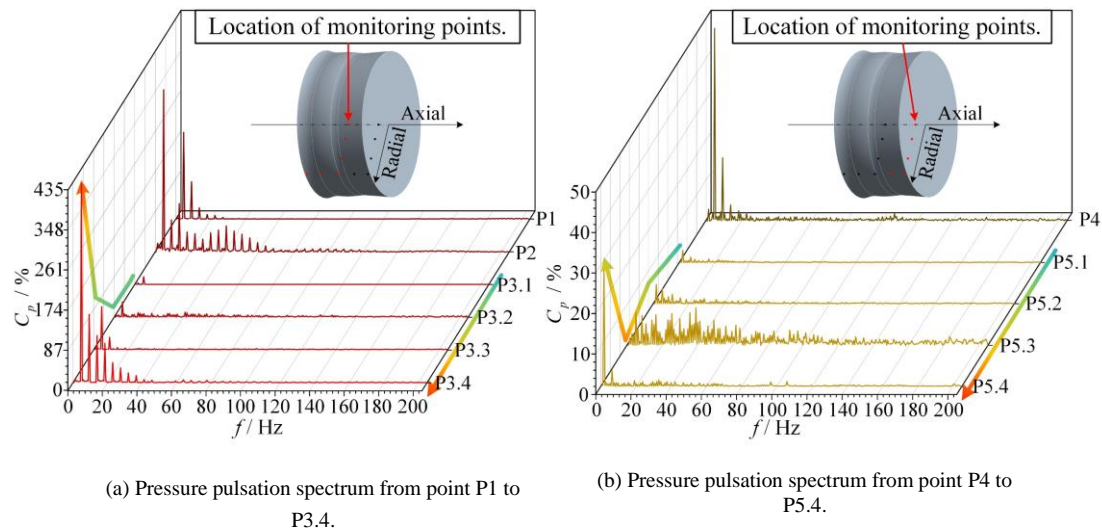 Location of monitoring points.
Axial
Radial
435
348
261
174
87
0
C_p / %
P1
P2
P3.1
P3.2
P3.3
P3.4
0 20 40 60 80 100 120 140 160 180 200
f / Hz
(a) Pressure pulsation spectrum from point P1 to
P3.4.
Location of monitoring points.
Axial
Radial
50
40
30
20
10
0
C_p / %
P4
P5.1
P5.2
P5.3
P5.4
0 20 40 60 80 100 120 140 160 180 200
f / Hz
(b) Pressure pulsation spectrum from point P4 to
P5.4.